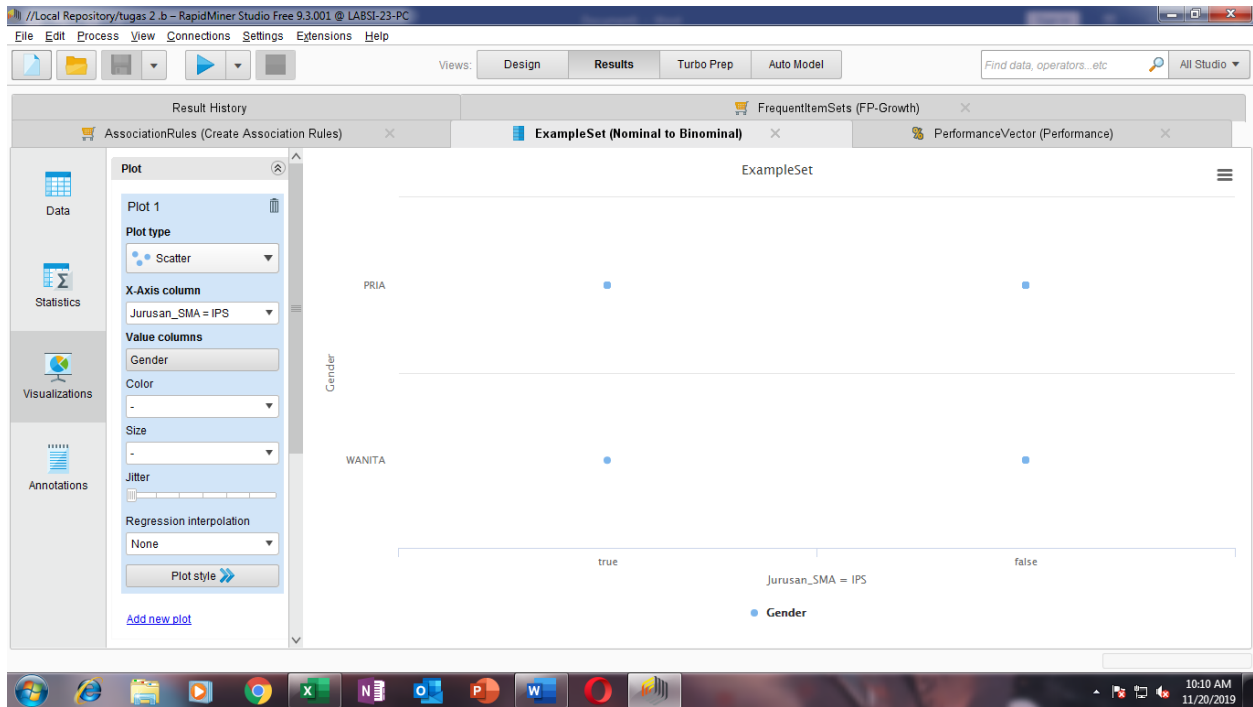 //Local Repository/tugas 2 .b – RapidMiner Studio Free 9.3.001 @ LABSI-23-PC
File Edit Process View Connections Settings Extensions Help
Views: Design Results Turbo Prep Auto Model Find data, operators...etc All Studio
Result History FrequentItemSets (FP-Growth)
AssociationRules (Create Association Rules) ExampleSet (Nominal to Binominal) PerformanceVector (Performance)
Data
Statistics
Visualizations
Annotations
Plot
Plot 1
Plot type
Scatter
X-Axis column
Jurusan_SMA = IPS
Value columns
Gender
Color
-
Size
-
Jitter
Regression interpolation
None
Plot style
Add new plot
ExampleSet
PRIA
Gender
WANITA
true false
Jurusan_SMA = IPS
Gender
10:10 AM
11/20/2019